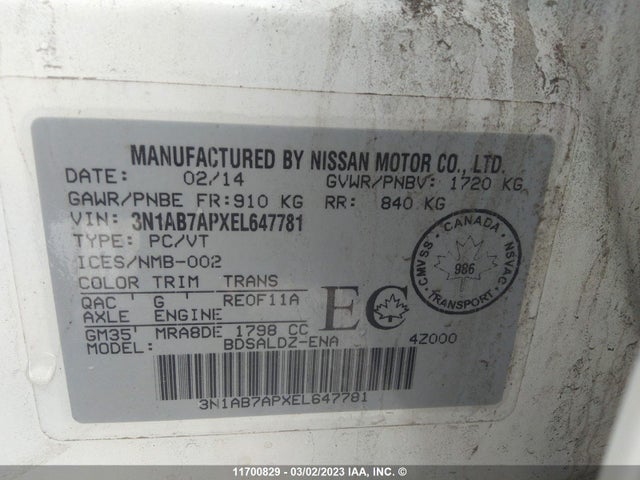 MANUFACTURED BY NISSAN MOTOR CO., LTD.
DATE: 02/14 GVWR/PNBV: 1720 KG
GAWR/PNBE FR: 910 KG RR: 840 KG
VIN: 3N1AB7APXEL647781
TYPE: PC/VT
ICES/NMB-002
COLOR TRIM TRANS
QAC G RE0F11A
AXLE ENGINE
GM35 MRA8DE 1798 CC
MODEL: BDSALDZ-ENA
EC
4Z000
CANADA
CMVSS NSVAC
986
TRANSPORT
3N1AB7APXEL647781
11700829 - 03/02/2023 IAA, Inc.